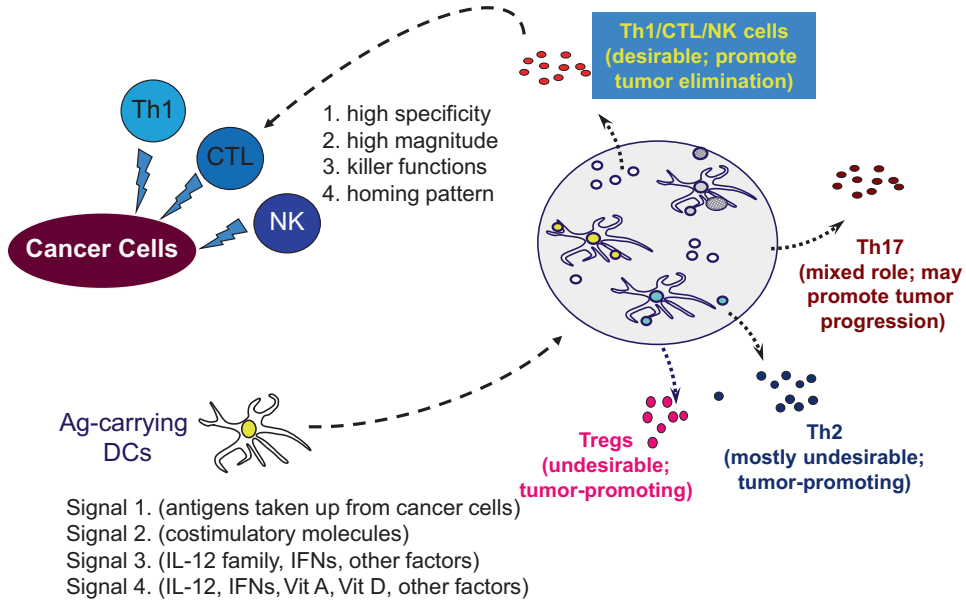 Th1/CTL/NK cells
(desirable; promote
tumor elimination)
Th1
CTL
NK
Cancer Cells
1. high specificity
2. high magnitude
3. killer functions
4. homing pattern
Th17
(mixed role; may
promote tumor
progression)
Ag-carrying
DCs
Tregs
(undesirable;
tumor-promoting)
Th2
(mostly undesirable;
tumor-promoting)
Signal 1. (antigens taken up from cancer cells)
Signal 2. (costimulatory molecules)
Signal 3. (IL-12 family, IFNs, other factors)
Signal 4. (IL-12, IFNs, Vit A, Vit D, other factors)